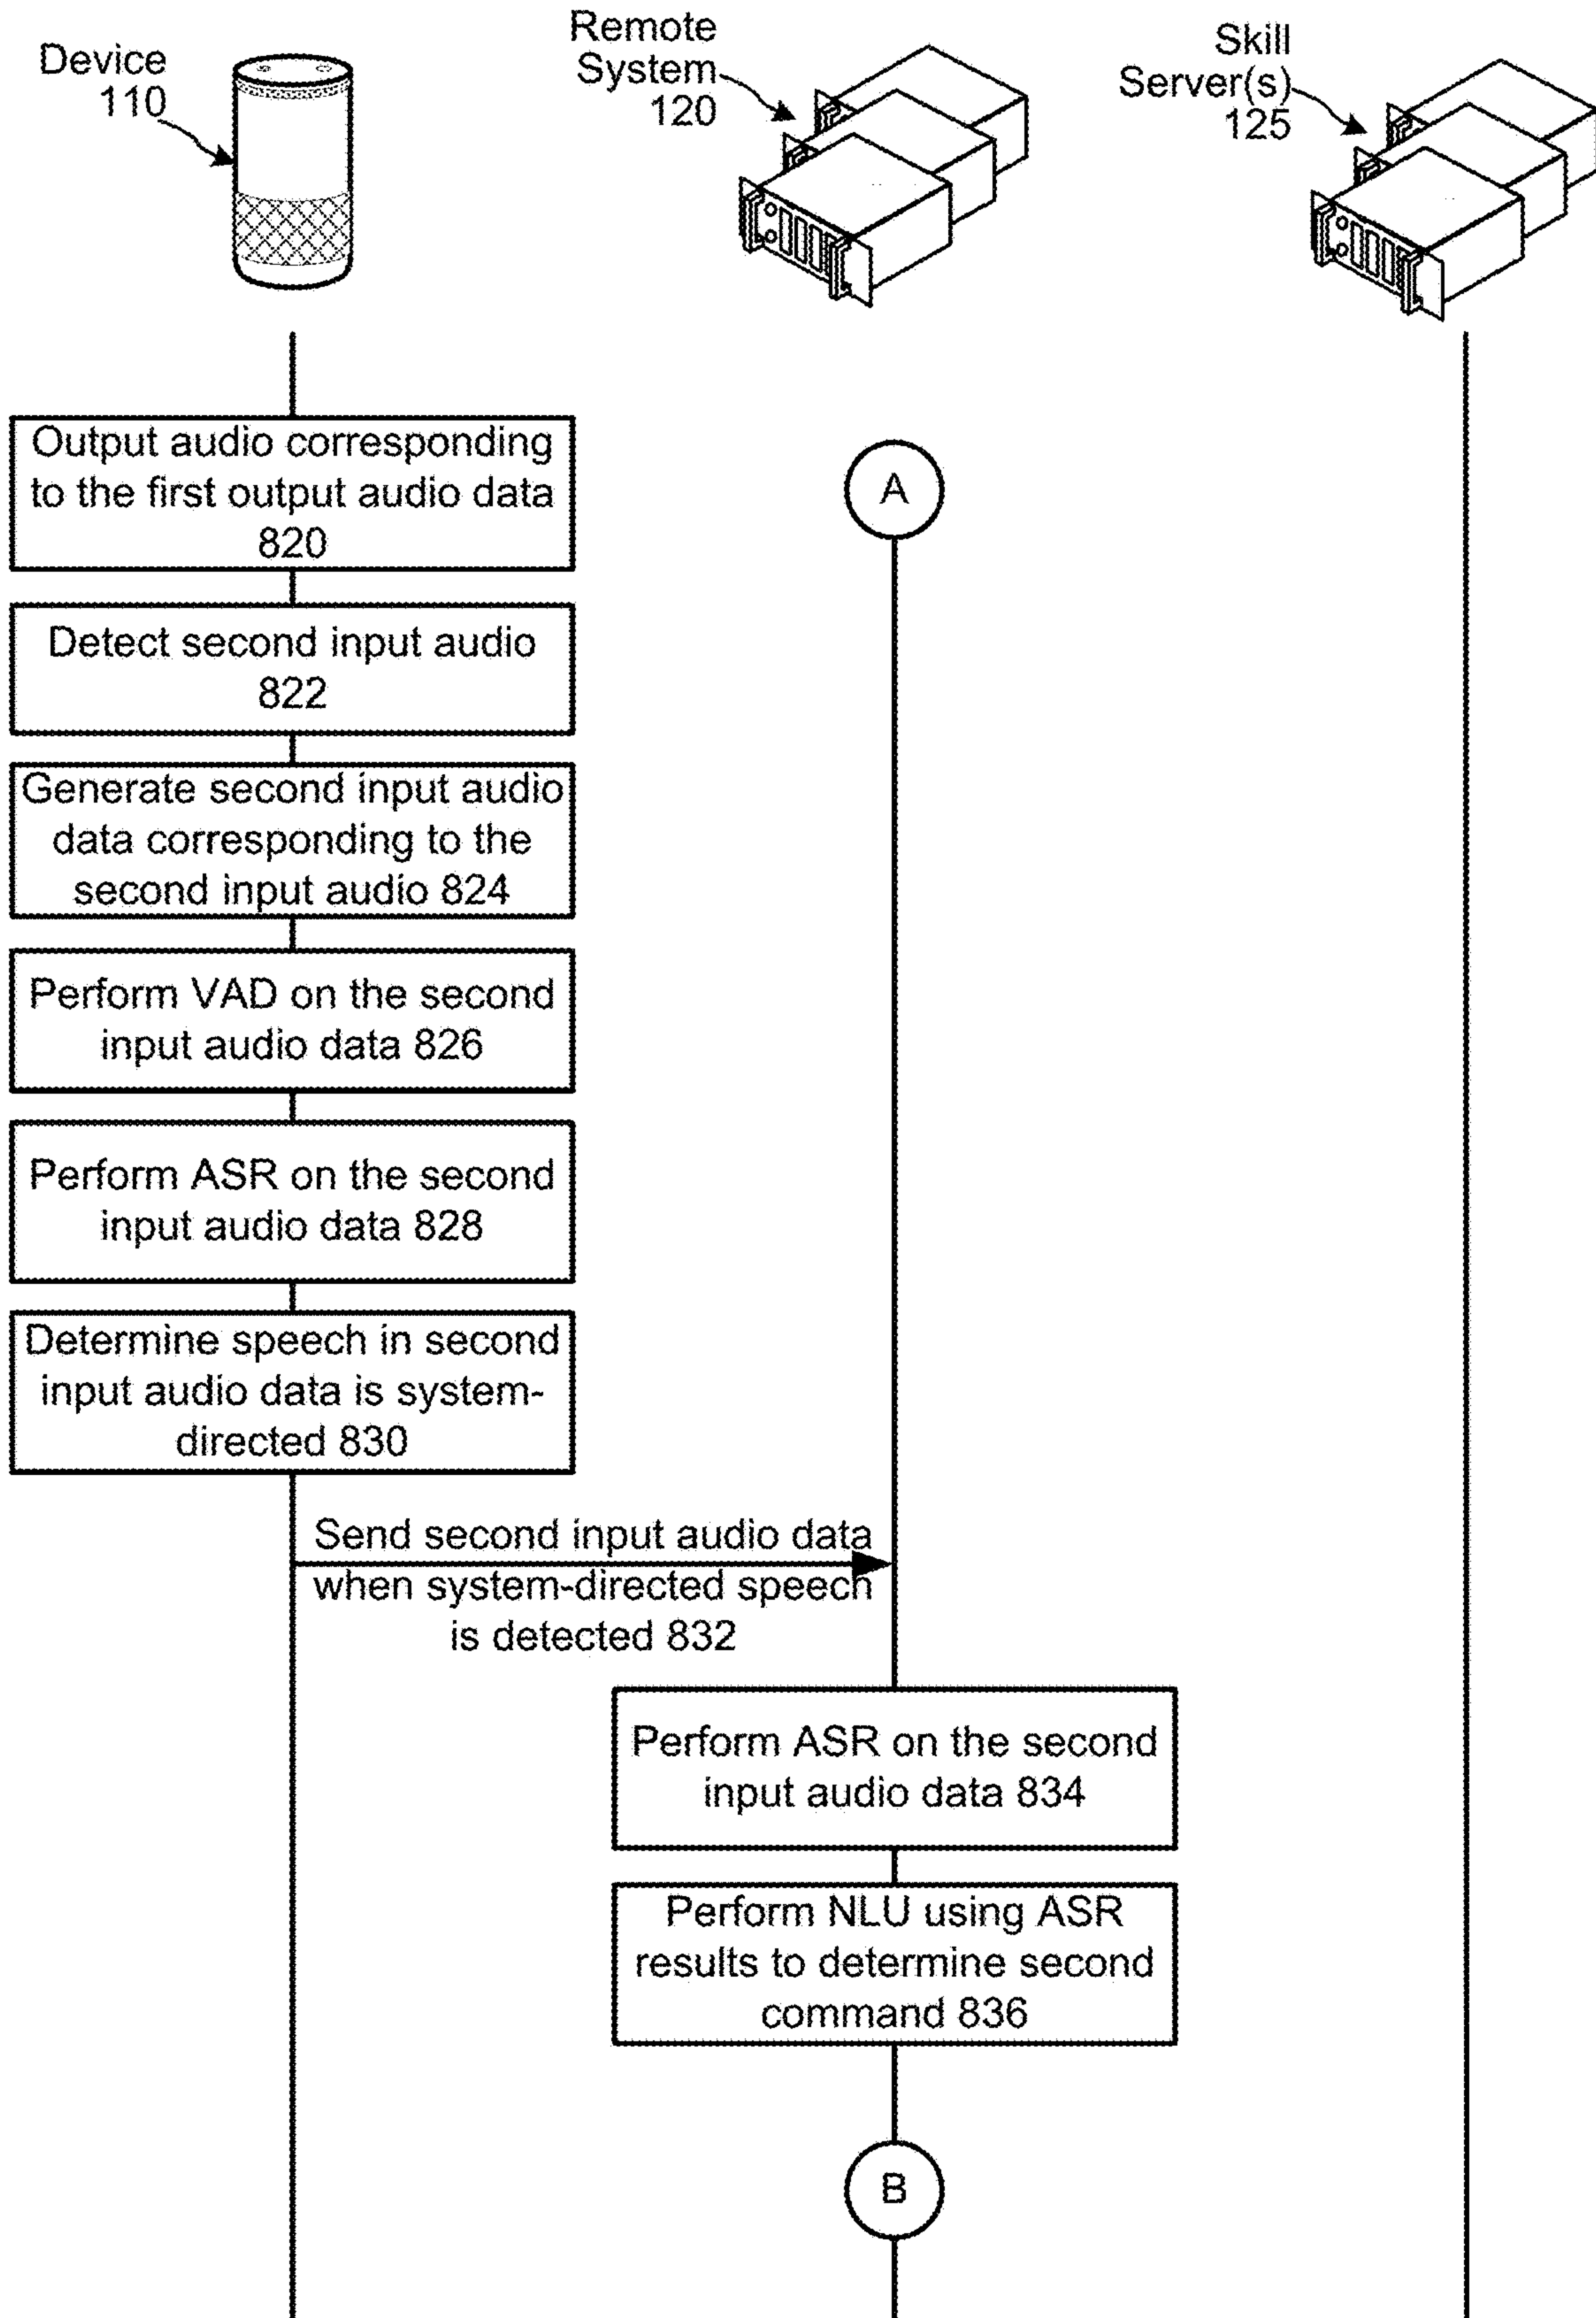 Device
110
Remote
System
120
Skill
Server(s)
125
Output audio corresponding
to the first output audio data
820
A
Detect second input audio
822
Generate second input audio
data corresponding to the
second input audio 824
Perform VAD on the second
input audio data 826
Perform ASR on the second
input audio data 828
Determine speech in second
input audio data is system-
directed 830
Send second input audio data
when system-directed speech
is detected 832
Perform ASR on the second
input audio data 834
Perform NLU using ASR
results to determine second
command 836
B